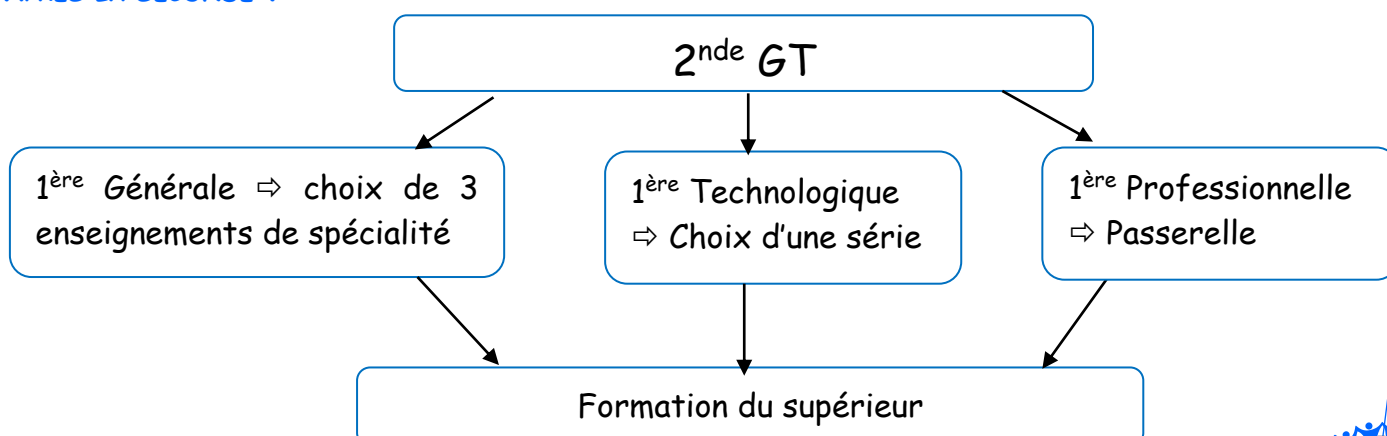 2nde GT
1ère Générale ⇨ choix de 3
enseignements de spécialité
1ère Technologique
⇨ Choix d’une série
1ère Professionnelle
⇨ Passerelle
Formation du supérieur